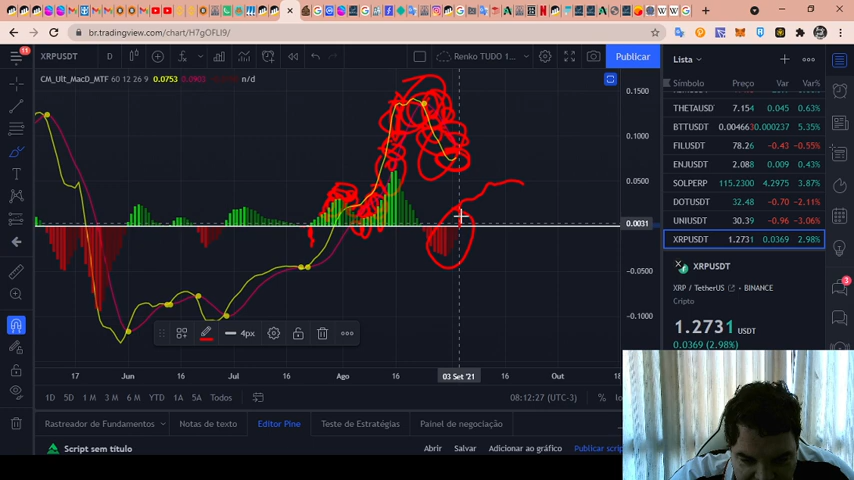 br.tradingview.com/chart/H7gOFLI9/
11
XRPUSDT
D
Renko TUDO 1...
Publicar
Lista
CM_Ult_MacD_MTF 60 12 26 9 0.0753 0.0903 n/d
Símbolo Preço Var Var%
THETAUSDT 7.154 0.045 0.63%
BTTUSDT 0.004663 0.000237 5.35%
FILUSDT 78.26 -0.43 -0.55%
ENJUSDT 2.088 0.009 0.43%
SOLPERP 115.2300 4.2975 3.87%
DOTUSDT 32.48 -0.70 -2.11%
UNIUSDT 30.39 -0.96 -3.06%
XRPUSDT 1.2731 0.0369 2.98%
0.1500
0.1000
0.0500
0.0031
-0.0500
-0.1000
4px
17 Jun 16 Jul 16 Ago 16 03 Set '21 16 Out
XRPUSDT
XRP / TetherUS BINANCE
Cripto
1.2731 USDT
0.0369 (2.98%)
3
1D 5D 1M 3M 6M YTD 1A 5A Todos
08:12:27 (UTC-3) %
Rastreador de Fundamentos Notas de texto Editor Pine Teste de Estratégias Painel de negociação
Script sem título
Abrir Salvar Adicionar ao gráfico Publicar scrip